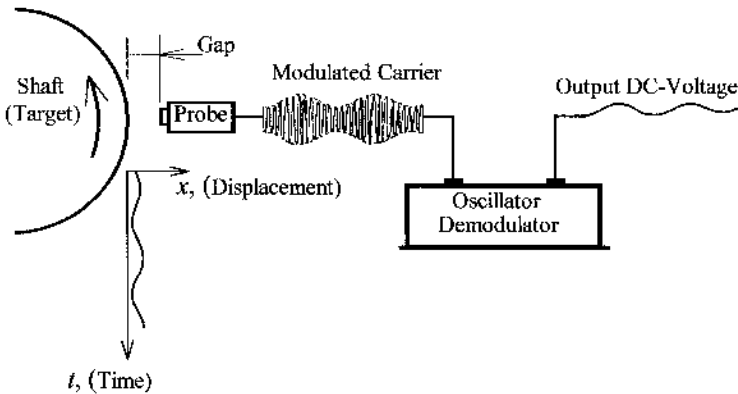 Gap
Shaft
(Target)
Modulated Carrier
Output DC-Voltage
Probe
x, (Displacement)
Oscillator
Demodulator
t, (Time)